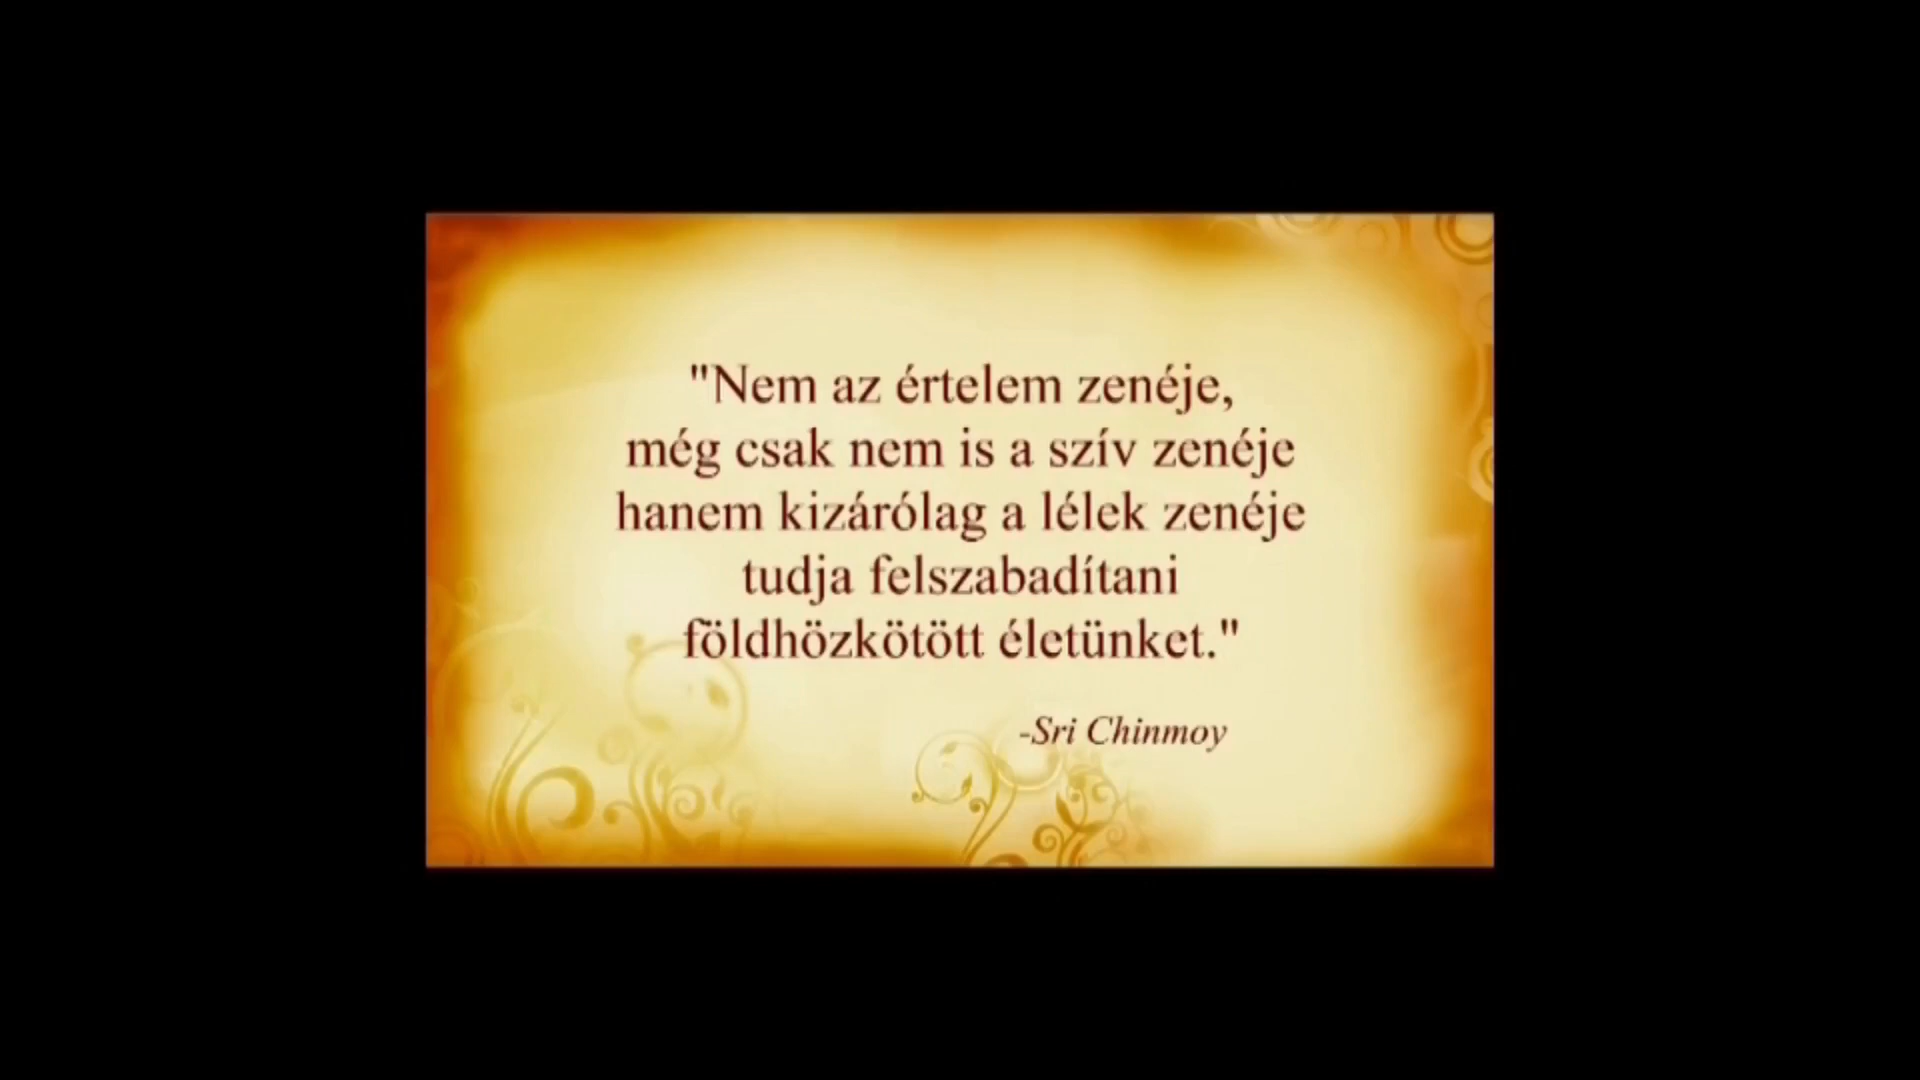 "Nem az értelem zenéje,
még csak nem is a szív zenéje
hanem kizárólag a lélek zenéje
tudja felszabadítani
földhözkötött életünket."
-Sri Chinmoy